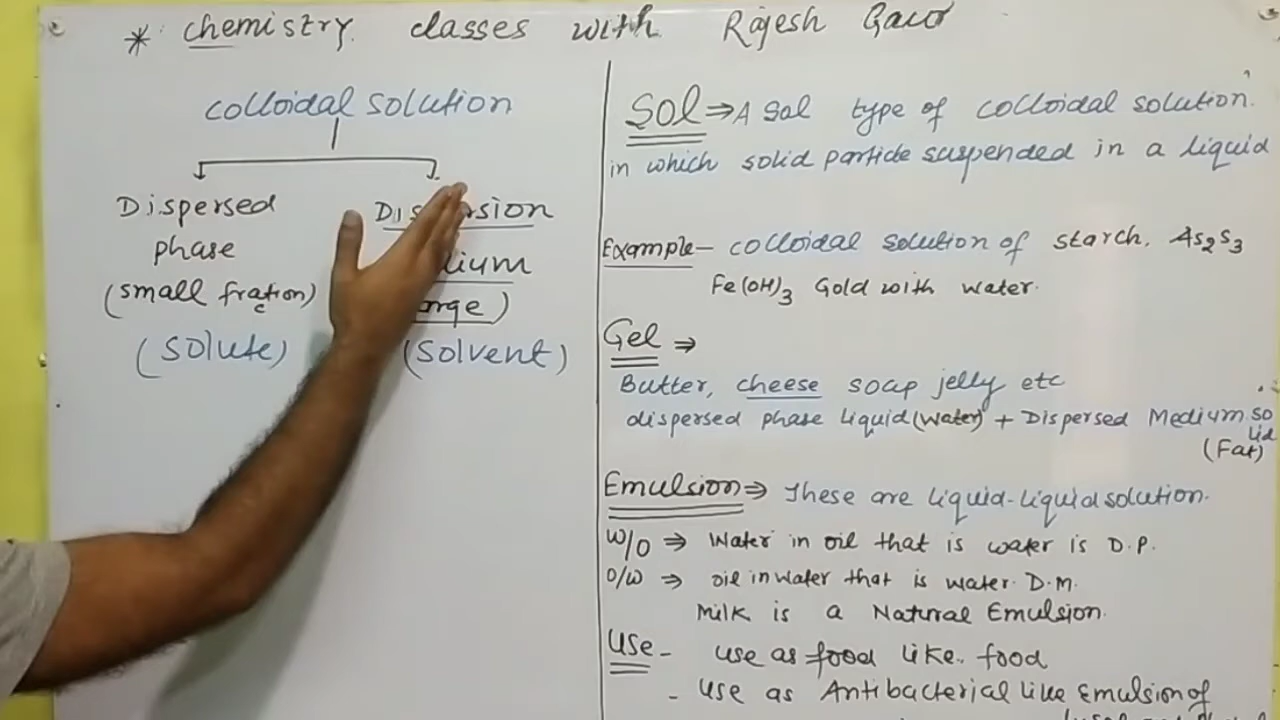 * chemistry classes with Rajesh Gaur
colloidal solution
Dispersed
phase
(small fration)
c
(solute)
Medium
(solvent)
Sol ⇒ A Sol type of colloidal solution.
in which solid particle suspended in a liquid
Example - colloidal solution of starch, As2S3
Fe(OH)3 Gold with water.
Gel ⇒
Butter, cheese soap jelly etc
dispersed phase liquid (water) + Dispersed Medium so
lid
(Fat)
Emulsion ⇒ These are liquid-liquid solution.
W/O ⇒ Water in oil that is water is D.P.
O/W ⇒ oil in water that is water D.M.
Milk is a Natural Emulsion.
Use - use as food like food
- use as Antibacterial like Emulsion of